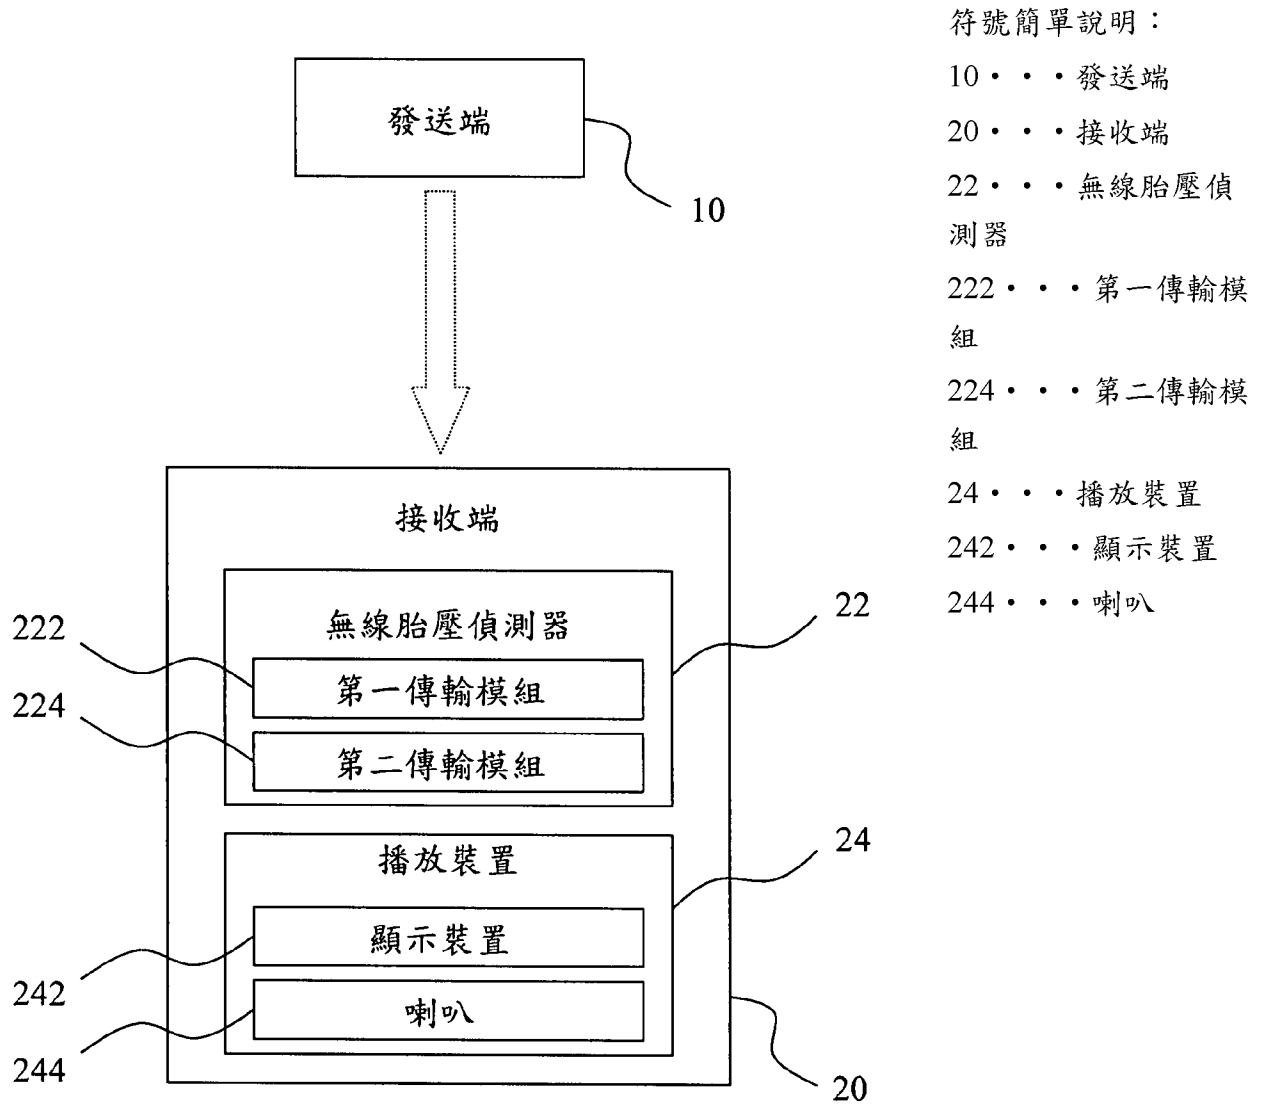 發送端
10
接收端
無線胎壓偵測器
22
222
第一傳輸模組
224
第二傳輸模組
播放裝置
24
顯示裝置
242
喇叭
244
20
符號簡單說明：
10・・・發送端
20・・・接收端
22・・・無線胎壓偵
測器
222・・・第一傳輸模
組
224・・・第二傳輸模
組
24・・・播放裝置
242・・・顯示裝置
244・・・喇叭